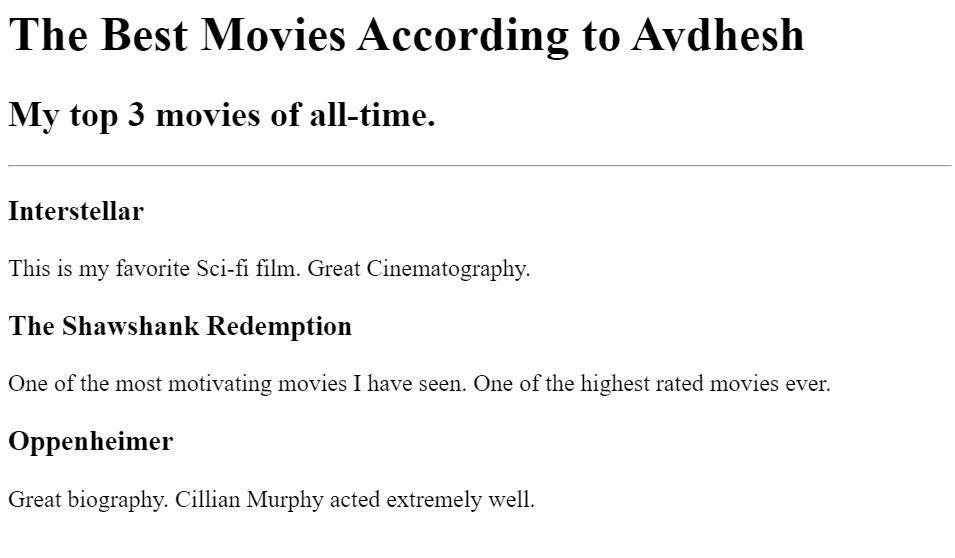 The Best Movies According to Avdhesh
My top 3 movies of all-time.
Interstellar
This is my favorite Sci-fi film. Great Cinematography.
The Shawshank Redemption
One of the most motivating movies I have seen. One of the highest rated movies ever.
Oppenheimer
Great biography. Cillian Murphy acted extremely well.